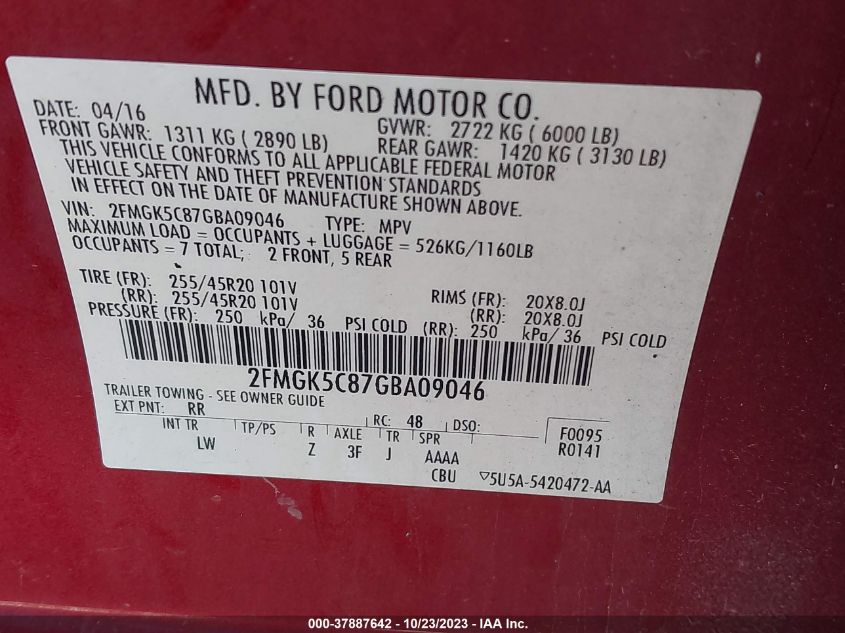 MFD. BY FORD MOTOR CO.
DATE: 04/16 GVWR: 2722 KG ( 6000 LB)
FRONT GAWR: 1311 KG ( 2890 LB) REAR GAWR: 1420 KG ( 3130 LB)
THIS VEHICLE CONFORMS TO ALL APPLICABLE FEDERAL MOTOR
VEHICLE SAFETY AND THEFT PREVENTION STANDARDS
IN EFFECT ON THE DATE OF MANUFACTURE SHOWN ABOVE.
VIN: 2FMGK5C87GBA09046 TYPE: MPV
MAXIMUM LOAD = OCCUPANTS + LUGGAGE = 526KG/1160LB
OCCUPANTS = 7 TOTAL; 2 FRONT, 5 REAR
TIRE (FR): 255/45R20 101V RIMS (FR): 20X8.0J
(RR): 255/45R20 101V (RR): 20X8.0J
PRESSURE (FR): 250 kPa/ 36 PSI COLD (RR): 250 kPa/ 36 PSI COLD
2FMGK5C87GBA09046
TRAILER TOWING - SEE OWNER GUIDE
EXT PNT: RR RC: 48 DSO: F0095
INT TR TP/PS R AXLE TR SPR R0141
LW Z 3F J AAAA
CBU 5U5A-5420472-AA
000-37887642 - 10/23/2023 - IAA Inc.